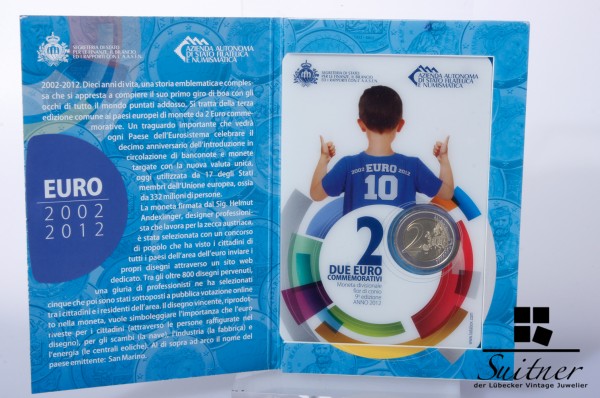 SEGRETERIA DI STATO
PER LE FINANZE, IL BILANCIO
AZIENDA AUTONOMA
DI STATO FILATELICA
E NUMISMATICA
2002-2012. Dieci anni di vita, una storia emblematica e comples-
sa che si appresta a compiere il suo primo giro di boa con gli
occhi di tutto il mondo puntati addosso. Si tratta della terza
edizione comune ai paesi europei di monete da 2 Euro comme-
morative. Un traguardo importante che vedrà
ogni Paese dell'Eurosistema celebrare il
decimo anniversario dell'introduzione in
circolazione di banconote e monete
targate con la nuova valuta unica,
oggi utilizzata da 17 degli Stati
membri dell'Unione europea, ossia
da 332 milioni di persone.
La moneta firmata dal Sig. Helmut
Andexlinger, designer professioni-
sta che lavora per la zecca austriaca,
è stata selezionata con un concorso
di popolo che ha visto i cittadini di
tutti i paesi dell'area dell'euro inviare i
propri disegni attraverso un sito web
dedicato. Tra gli oltre 800 disegni pervenuti,
una giuria di professionisti ne ha selezionati
cinque che poi sono stati sottoposti a pubblica votazione online
tra i cittadini e i residenti dell'area. Il disegno vincente, riprodot-
to nella moneta, vuole simboleggiare l'importanza che l'euro
riveste per i cittadini (attraverso le persone raffigurate nel
disegno), per gli scambi (la nave), l'industria (la fabbrica) e
l'energia (le centrali eoliche). Al di sopra ad arco il nome del
paese emittente: San Marino.
EURO
2002
2012
SEGRETERIA DI STATO
PER LE FINANZE, IL BILANCIO
AZIENDA AUTONOMA
DI STATO FILATELICA
E NUMISMATICA
2002 EURO 2012
10
2
DUE EURO
COMMEMORATIVI
Moneta divisionale
fior di conio
9ª edizione
ANNO 2012
2
Suitner
der Lübecker Vintage Juwelier